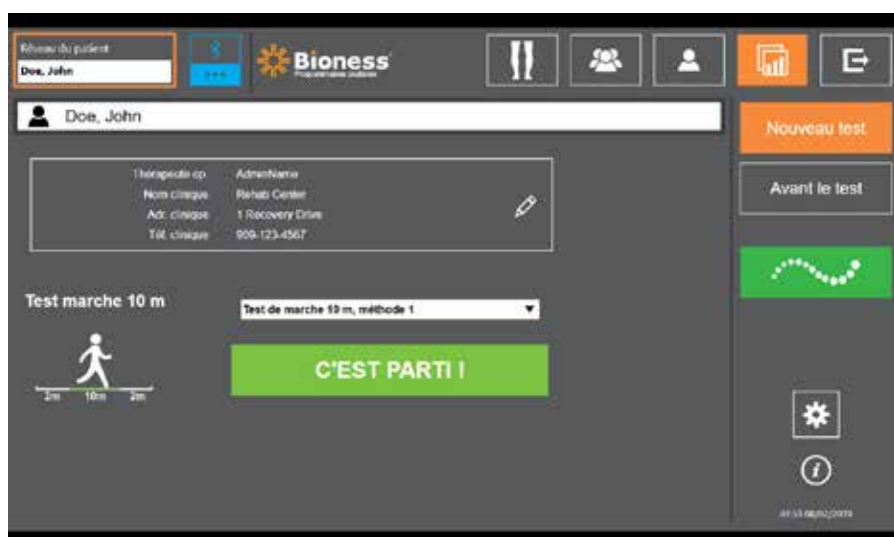 Réseau du patient
Doe, John
Bioness
Doe, John
Nouveau test
Avant le test
Thérapeute cp AdminName
Nom clinique Rehab Center
Adr. clinique 1 Recovery Drive
Tél. clinique 909-123-4567
Test marche 10 m
Test de marche 10 m, méthode 1
C'EST PARTI !
2m 10m 2m